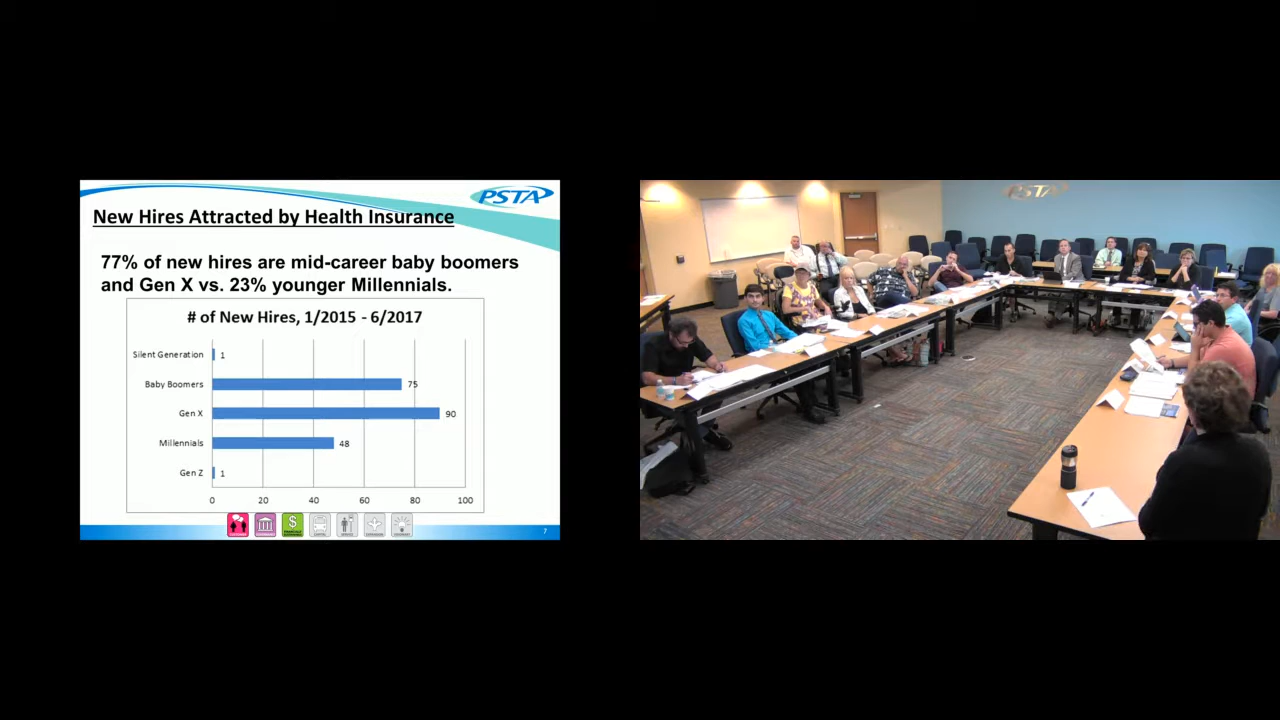 PSTA
New Hires Attracted by Health Insurance
77% of new hires are mid-career baby boomers
and Gen X vs. 23% younger Millennials.
# of New Hires, 1/2015 - 6/2017
Silent Generation 1
Baby Boomers 75
Gen X 90
Millennials 48
Gen Z 1
0 20 40 60 80 100
7
PSTA